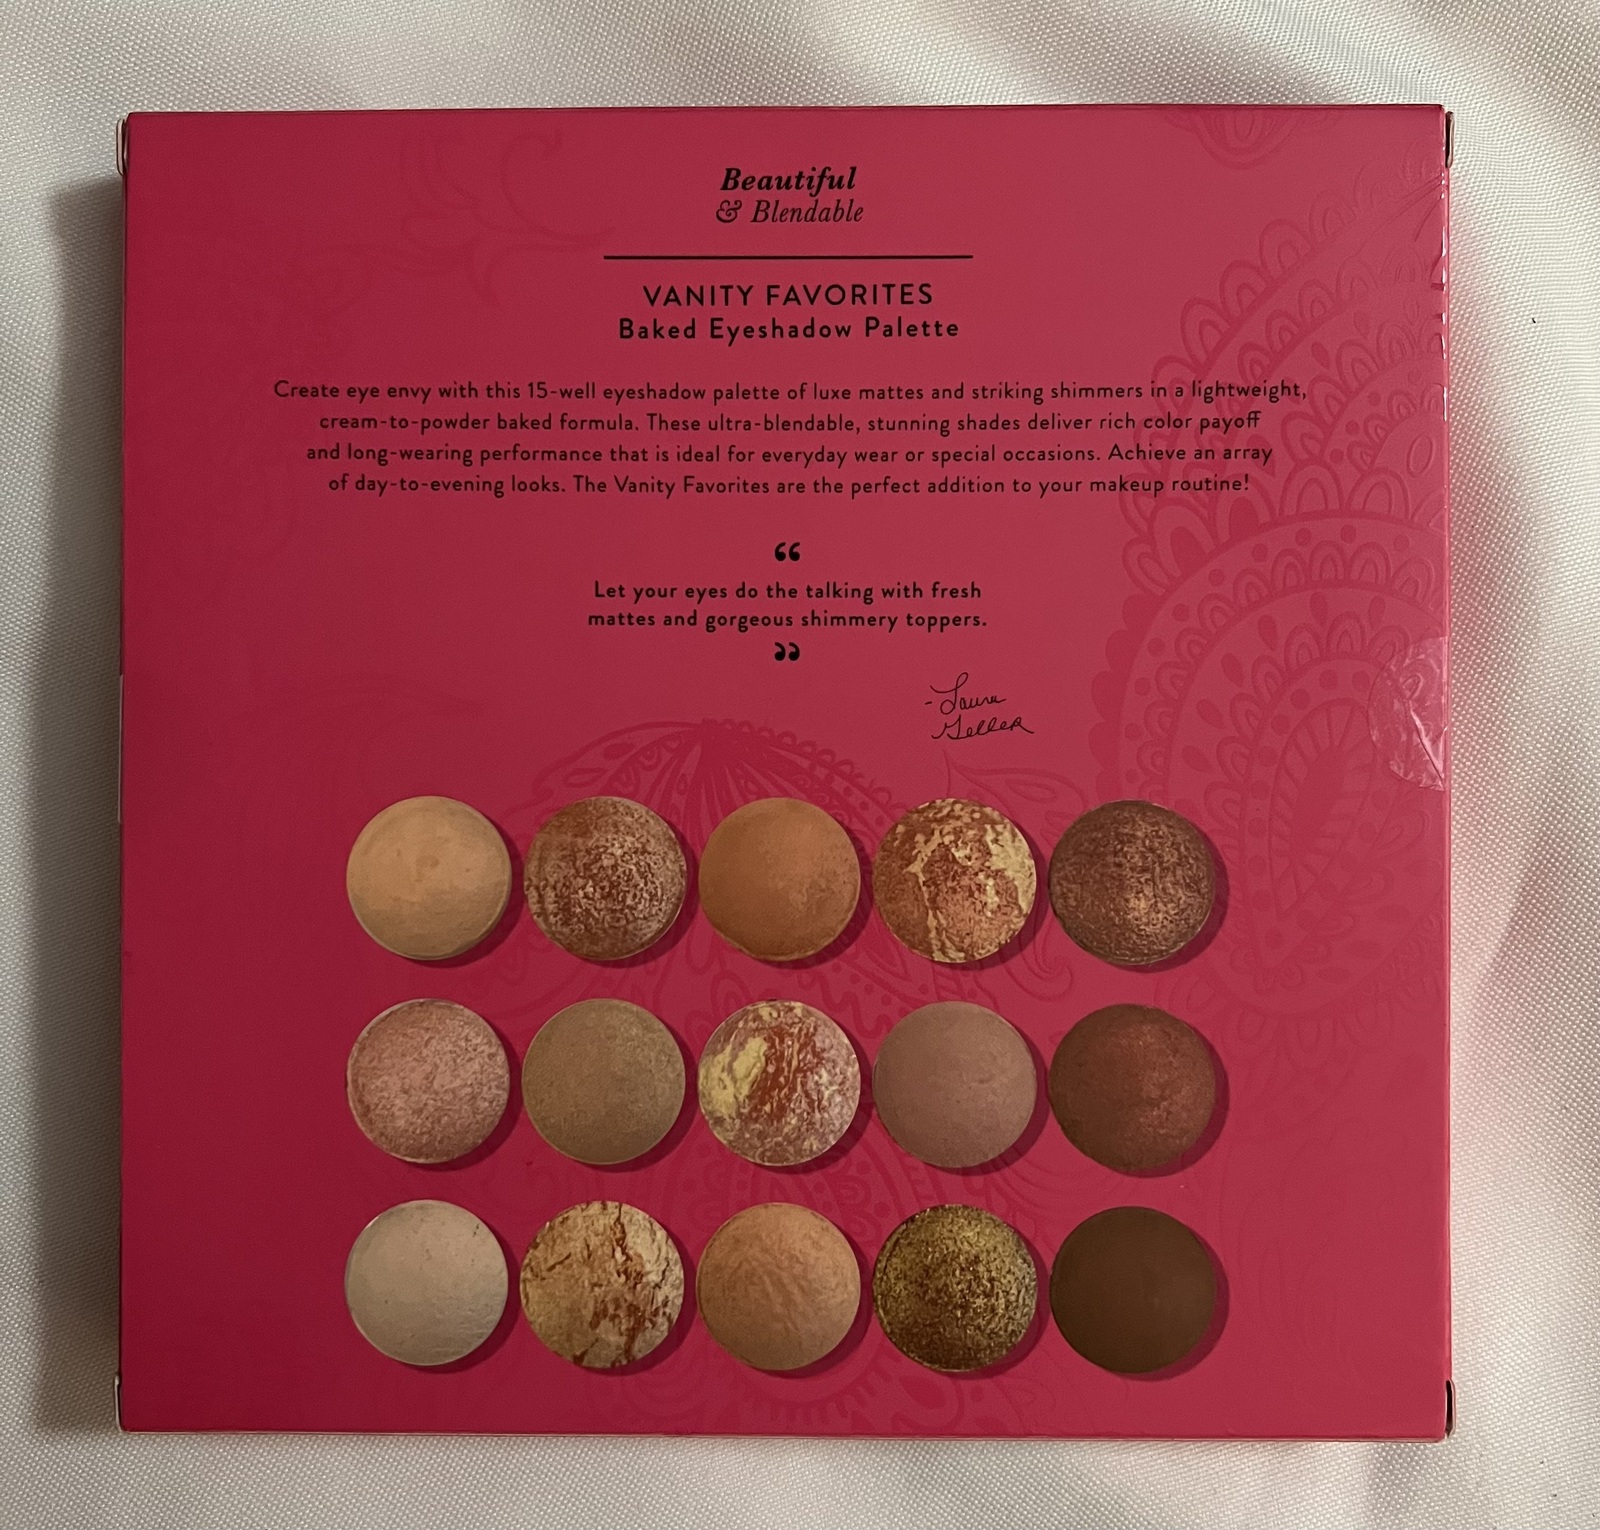 Beautiful
& Blendable
VANITY FAVORITES
Baked Eyeshadow Palette
Create eye envy with this 15-well eyeshadow palette of luxe mattes and striking shimmers in a lightweight,
cream-to-powder baked formula. These ultra-blendable, stunning shades deliver rich color payoff
and long-wearing performance that is ideal for everyday wear or special occasions. Achieve an array
of day-to-evening looks. The Vanity Favorites are the perfect addition to your makeup routine!
“
Let your eyes do the talking with fresh
mattes and gorgeous shimmery toppers.
”
- Laura
Geller